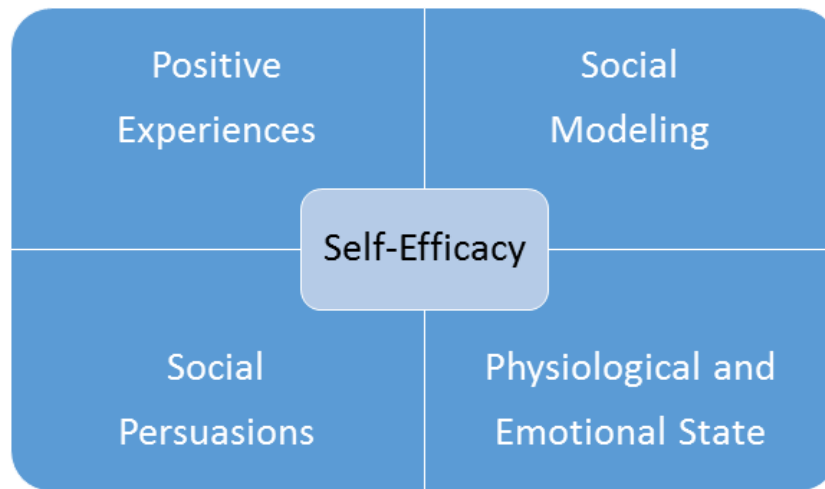 Positive
Experiences
Social
Modeling
Self-Efficacy
Social
Persuasions
Physiological and
Emotional State